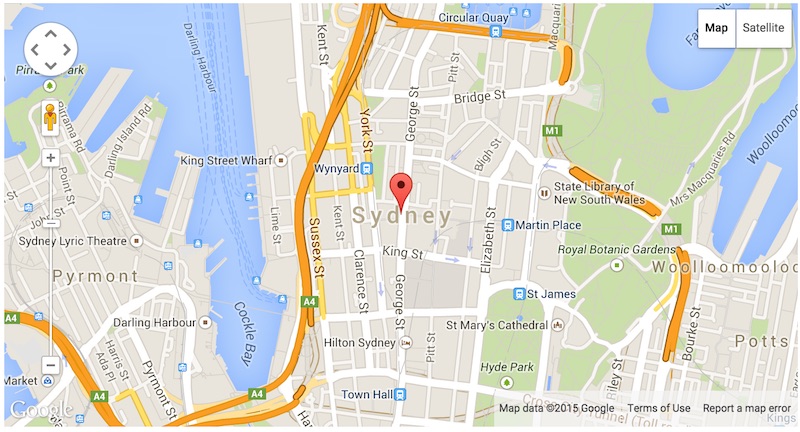 Circular Quay
Macquarie
Map
Satellite
Kent St
York St
Pitt St
George St
Bridge St
Darling Harbour
Pirrama Rd
Darling Island Rd
M1
Bligh St
Mrs Macquaries Rd
Woolloomooloo
King Street Wharf
Wynyard
State Library of
New South Wales
Point St
John St
Lime St
Kent St
Sydney
Martin Place
M1
Sydney Lyric Theatre
Sussex St
King St
Elizabeth St
Royal Botanic Gardens
Woolloomooloo
Pyrmont
Clarence St
George St
St James
A4
A4
Cockle Bay
Darling Harbour
St Mary's Cathedral
Bourke St
Potts
Hilton Sydney
Pitt St
Harris St
Ada Pl
Pyrmont St
Hyde Park
Riley St
Market
A4
A4
Town Hall
Google
Map data ©2015 Google
Terms of Use
Report a map error
Kings